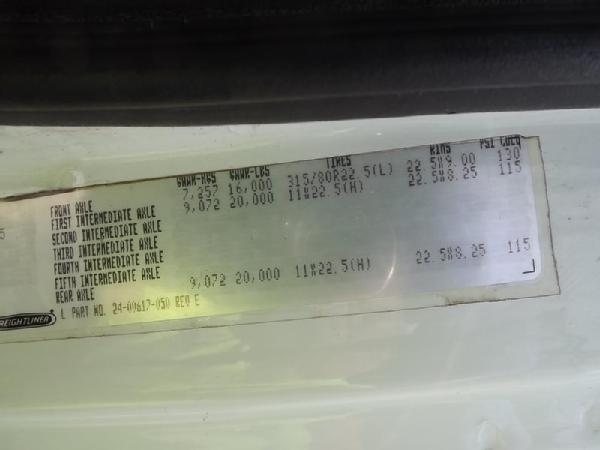 GAWR-KGS GAWR-LBS TIRES RIMS PSI COLD
FRONT AXLE 7,257 16,000 315/80R22.5(L) 22.5X9.00 130
FIRST INTERMEDIATE AXLE 9,072 20,000 11R22.5(H) 22.5X8.25 115
SECOND INTERMEDIATE AXLE
THIRD INTERMEDIATE AXLE
FOURTH INTERMEDIATE AXLE
FIFTH INTERMEDIATE AXLE
REAR AXLE 9,072 20,000 11R22.5(H) 22.5X8.25 115
L PART NO. 24-00617-050 REV E
FREIGHTLINER